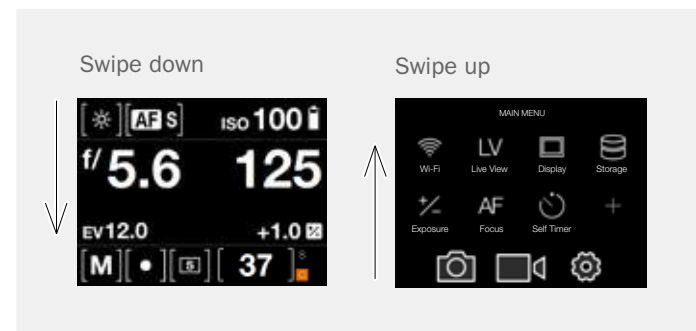 Swipe down
Swipe up
[ ] [AF S] ISO 100
f/5.6 125
EV12.0 +1.0
[M][•][5][ 37 ]s
MAIN MENU
Wi-Fi LV Live View Display Storage
+/- Exposure AF Focus Self Timer +